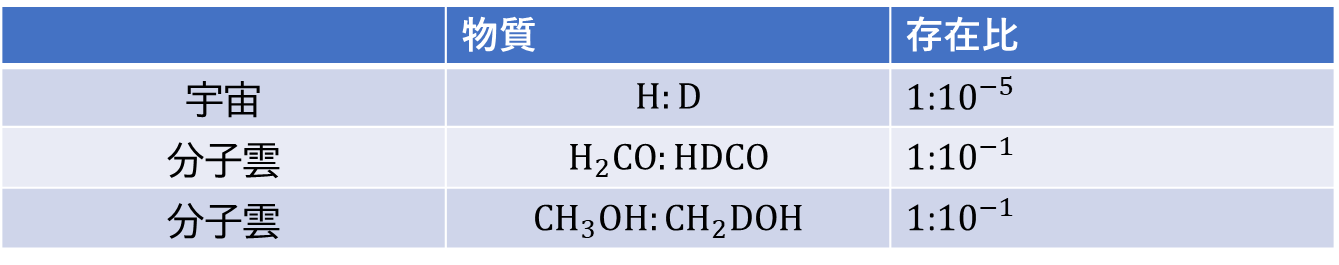 物質 存在比
宇宙 H: D 1:10⁻⁵
分子雲 H₂CO: HDCO 1:10⁻¹
分子雲 CH₃OH: CH₂DOH 1:10⁻¹